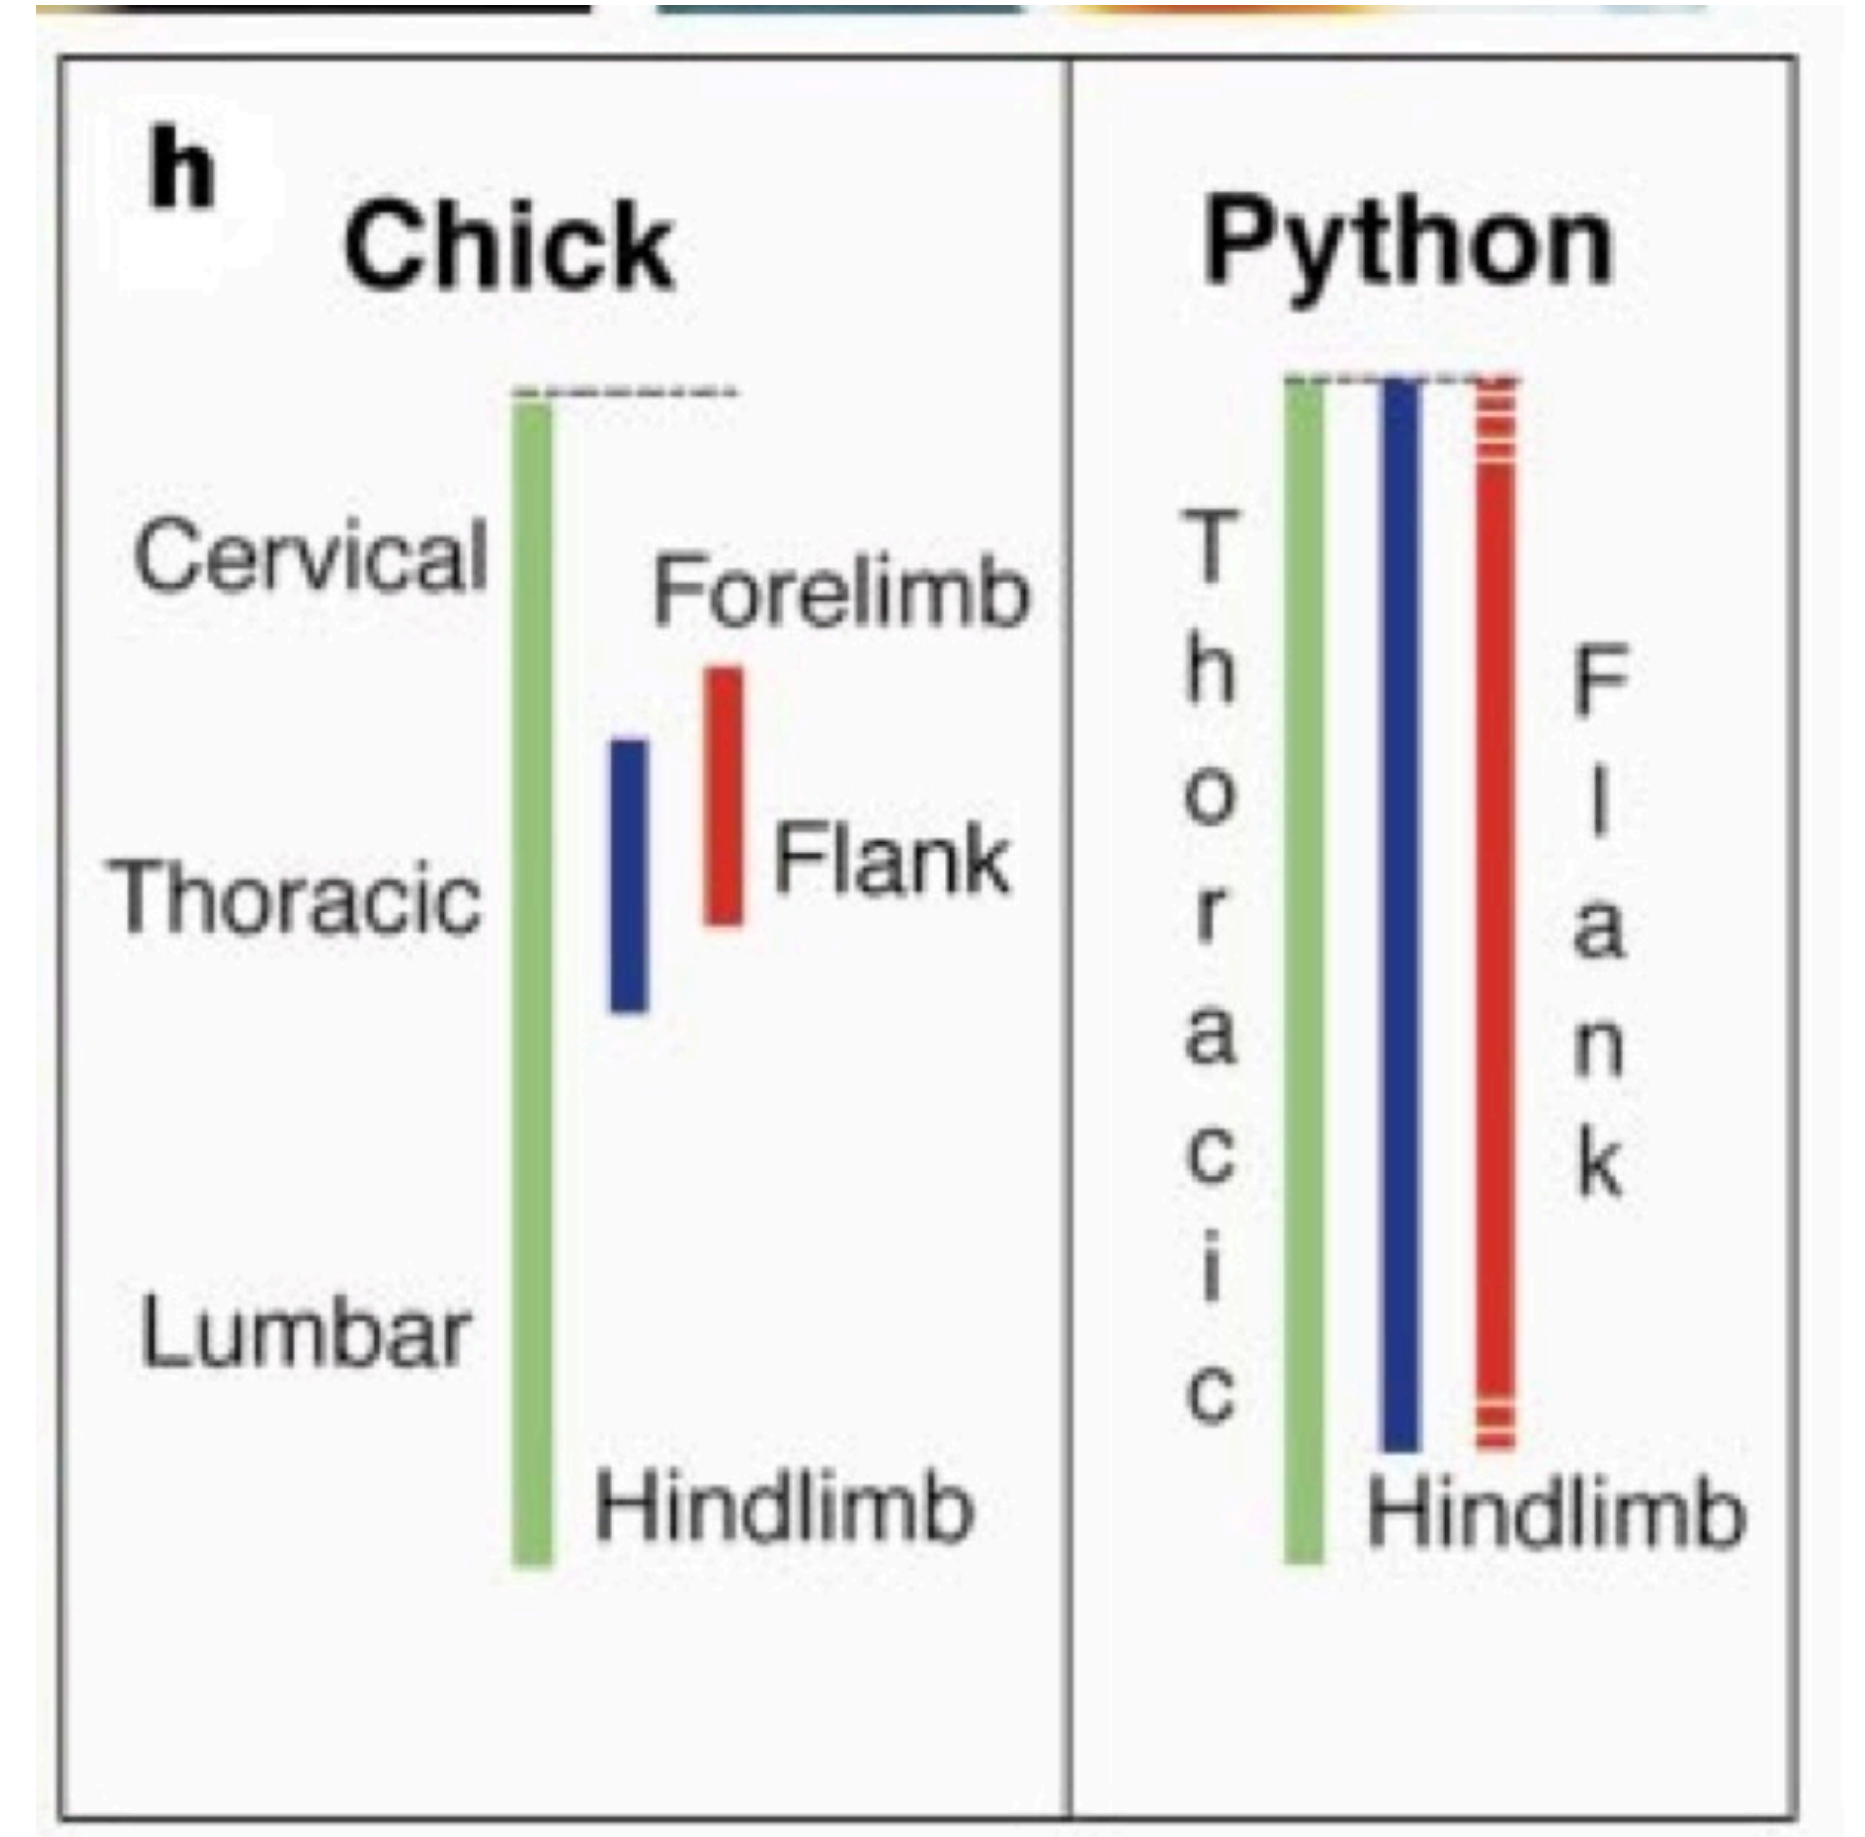 h
Chick
Python
Cervical
Forelimb
Thoracic
Flank
Lumbar
Hindlimb
Thoracic
Flank
Hindlimb